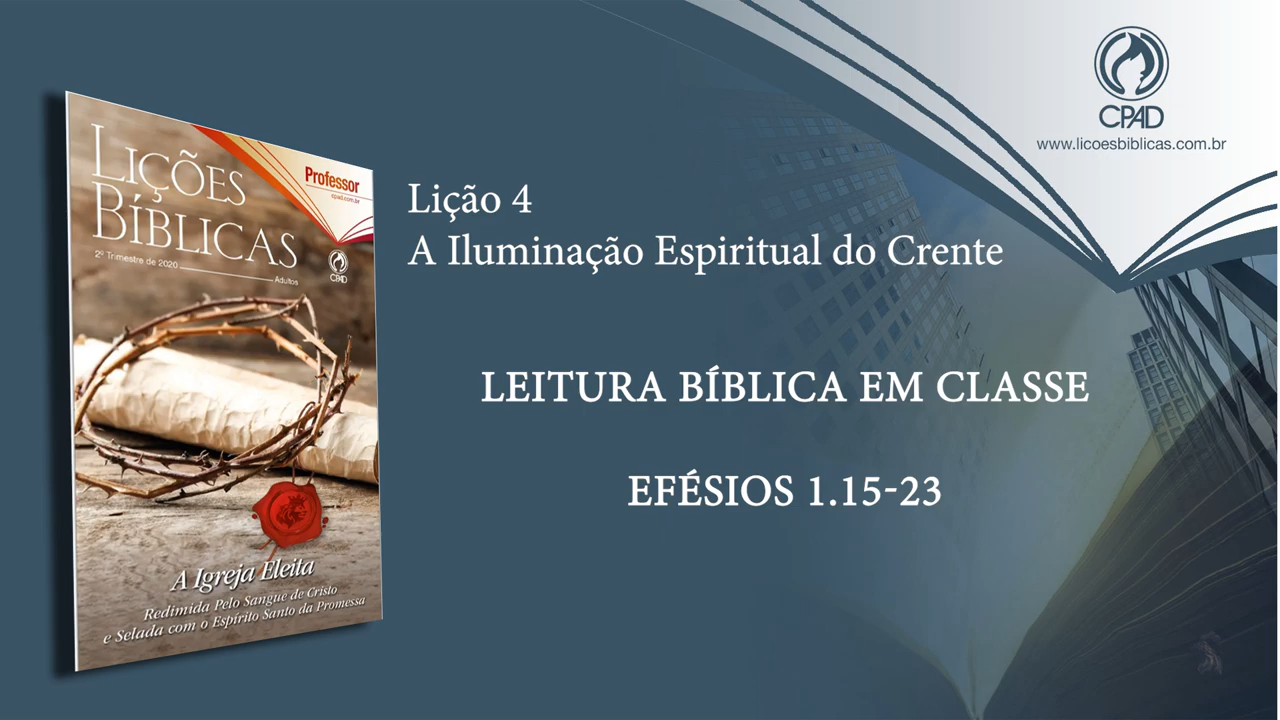 LIÇÕES
BÍBLICAS
2º Trimestre de 2020
Adultos
Professor
cpad.com.br
CPAD
A Igreja Eleita
Redimida Pelo Sangue de Cristo
e Selada com o Espírito Santo da Promessa
CPAD
www.licoesbiblicas.com.br
Lição 4
A Iluminação Espiritual do Crente
LEITURA BÍBLICA EM CLASSE
EFÉSIOS 1.15-23